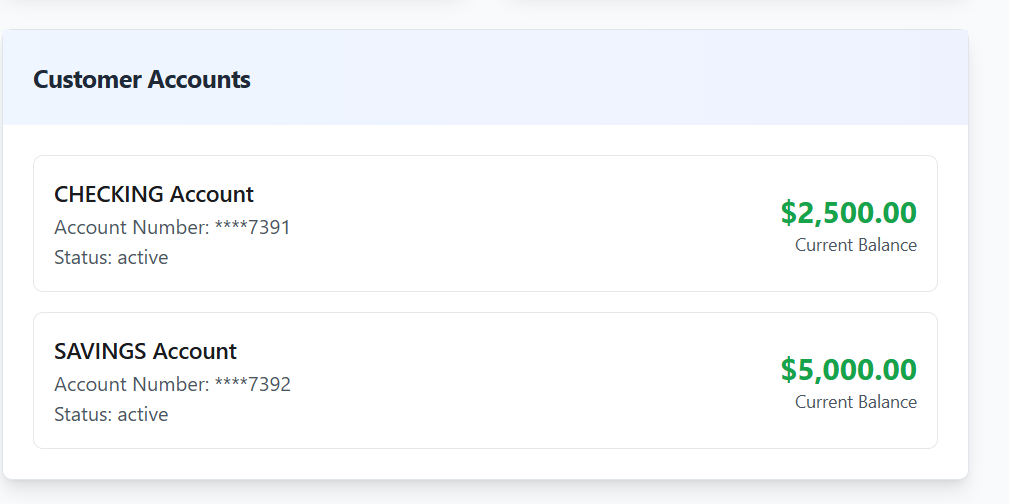 Customer Accounts
CHECKING Account
Account Number: ****7391
Status: active
$2,500.00
Current Balance
SAVINGS Account
Account Number: ****7392
Status: active
$5,000.00
Current Balance